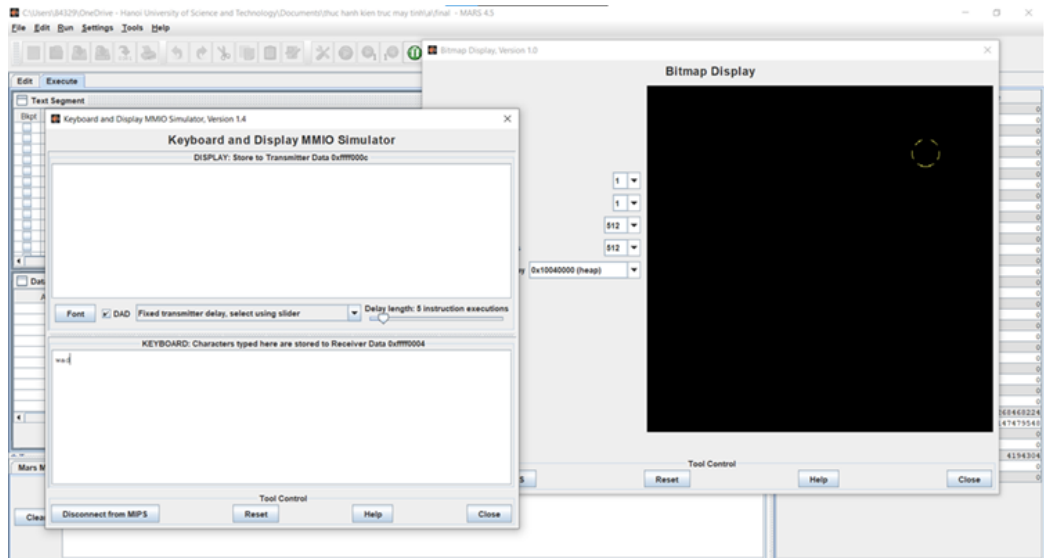 C:\Users\84329\OneDrive - Hanoi University of Science and Technology\Documents\thuc hanh kien truc may tinh\al\final - MARS 4.5
File Edit Run Settings Tools Help
Bitmap Display, Version 1.0
Bitmap Display
Edit Execute
Text Segment
Bkpt
Keyboard and Display MMIO Simulator, Version 1.4
Keyboard and Display MMIO Simulator
DISPLAY: Store to Transmitter Data 0xffff000c
1
1
512
512
0x10040000 (heap)
Font
DAD
Fixed transmitter delay, select using slider
Delay length: 5 instruction executions
KEYBOARD: Characters typed here are stored to Receiver Data 0xffff0004
wad
4194304
Mars M
Tool Control
Reset Help Close
Tool Control
Disconnect from MIPS Reset Help Close
Clea